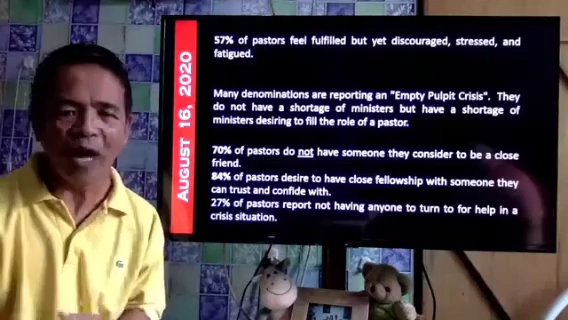 57% of pastors feel fulfilled but yet discouraged, stressed, and
fatigued.
Many denominations are reporting an "Empty Pulpit Crisis". They
do not have a shortage of ministers but have a shortage of
ministers desiring to fill the role of a pastor.
70% of pastors do not have someone they consider to be a close
friend.
84% of pastors desire to have close fellowship with someone they
can trust and confide with.
27% of pastors report not having anyone to turn to for help in a
crisis situation.
AUGUST 16, 2020